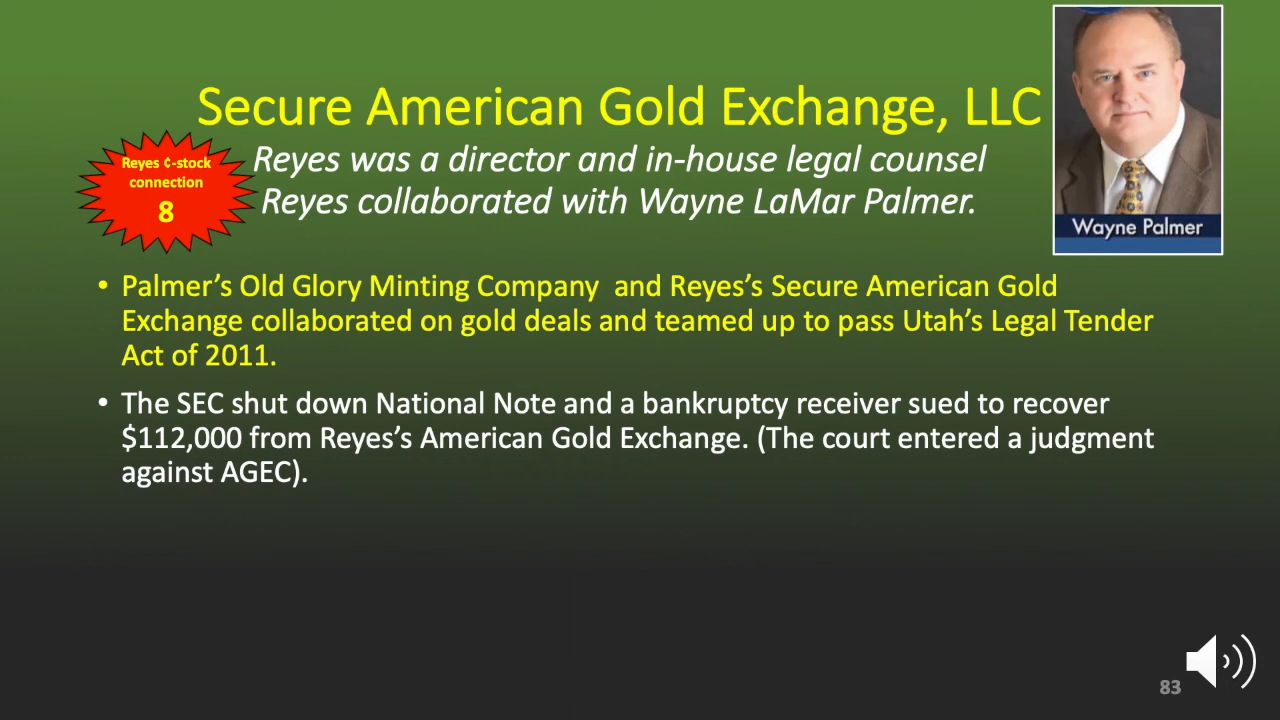 Secure American Gold Exchange, LLC
Reyes ¢-stock
connection
8
Reyes was a director and in-house legal counsel
Reyes collaborated with Wayne LaMar Palmer.
Wayne Palmer
• Palmer’s Old Glory Minting Company  and Reyes’s Secure American Gold
Exchange collaborated on gold deals and teamed up to pass Utah’s Legal Tender
Act of 2011.
• The SEC shut down National Note and a bankruptcy receiver sued to recover
$112,000 from Reyes’s American Gold Exchange. (The court entered a judgment
against AGEC).
83